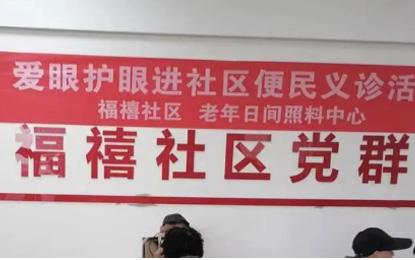 爱眼护眼进社区便民义诊活
福禧社区 老年日间照料中心
福禧社区党群